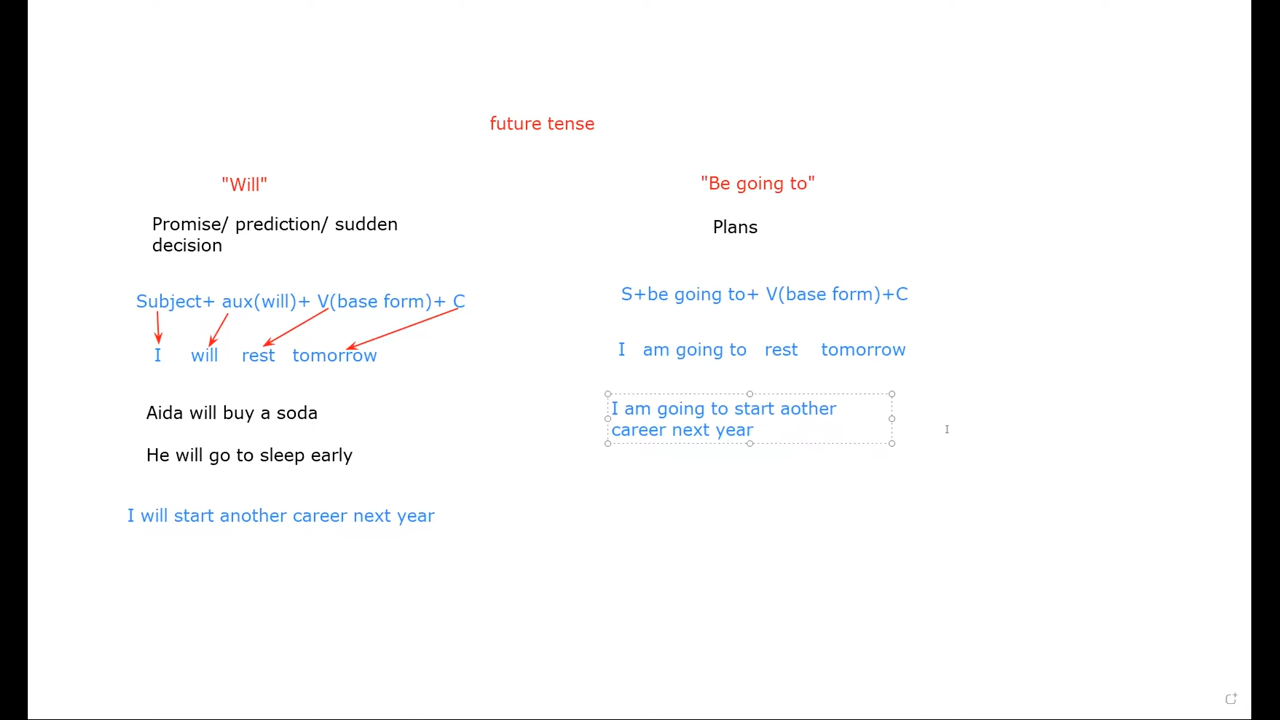 future tense
"Will"
Promise/ prediction/ sudden
decision
Subject+ aux(will)+ V(base form)+ C
I will rest tomorrow
Aida will buy a soda
He will go to sleep early
I will start another career next year
"Be going to"
Plans
S+be going to+ V(base form)+C
I am going to rest tomorrow
I am going to start aother
career next year